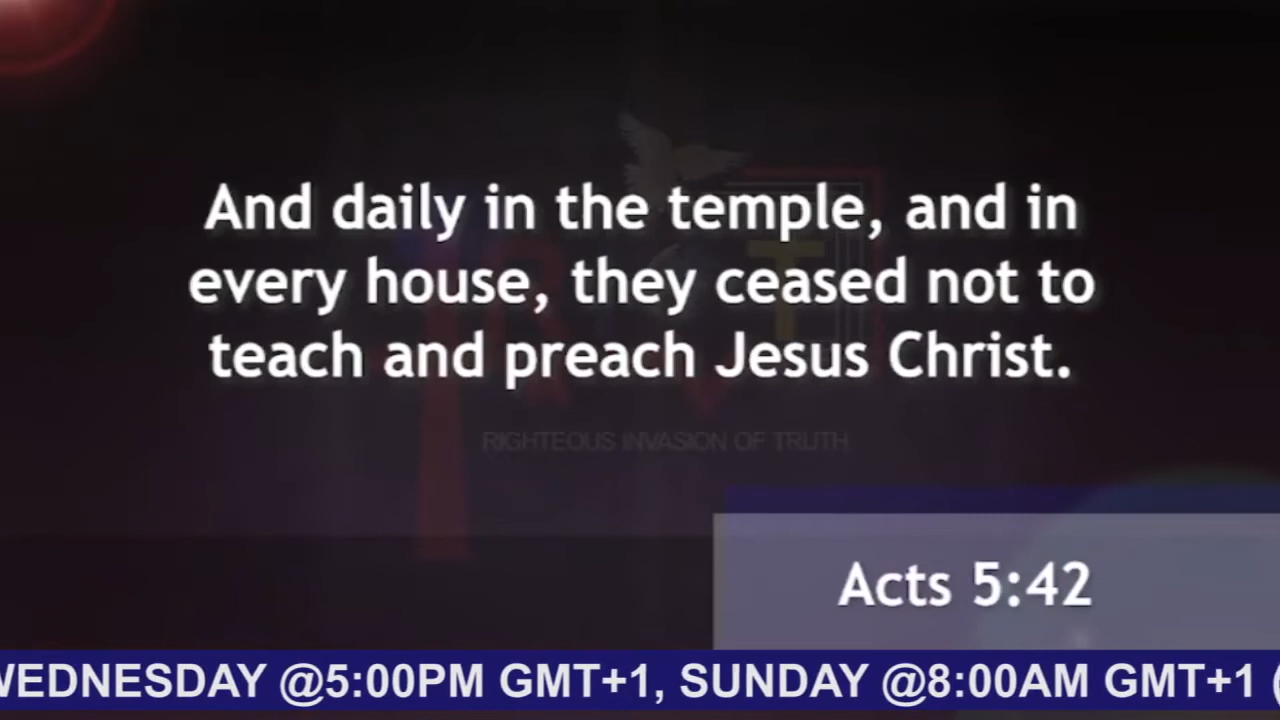 And daily in the temple, and in
every house, they ceased not to
teach and preach Jesus Christ.
RIGHTEOUS INVASION OF TRUTH
Acts 5:42
WEDNESDAY @5:00PM GMT+1, SUNDAY @8:00AM GMT+1 (